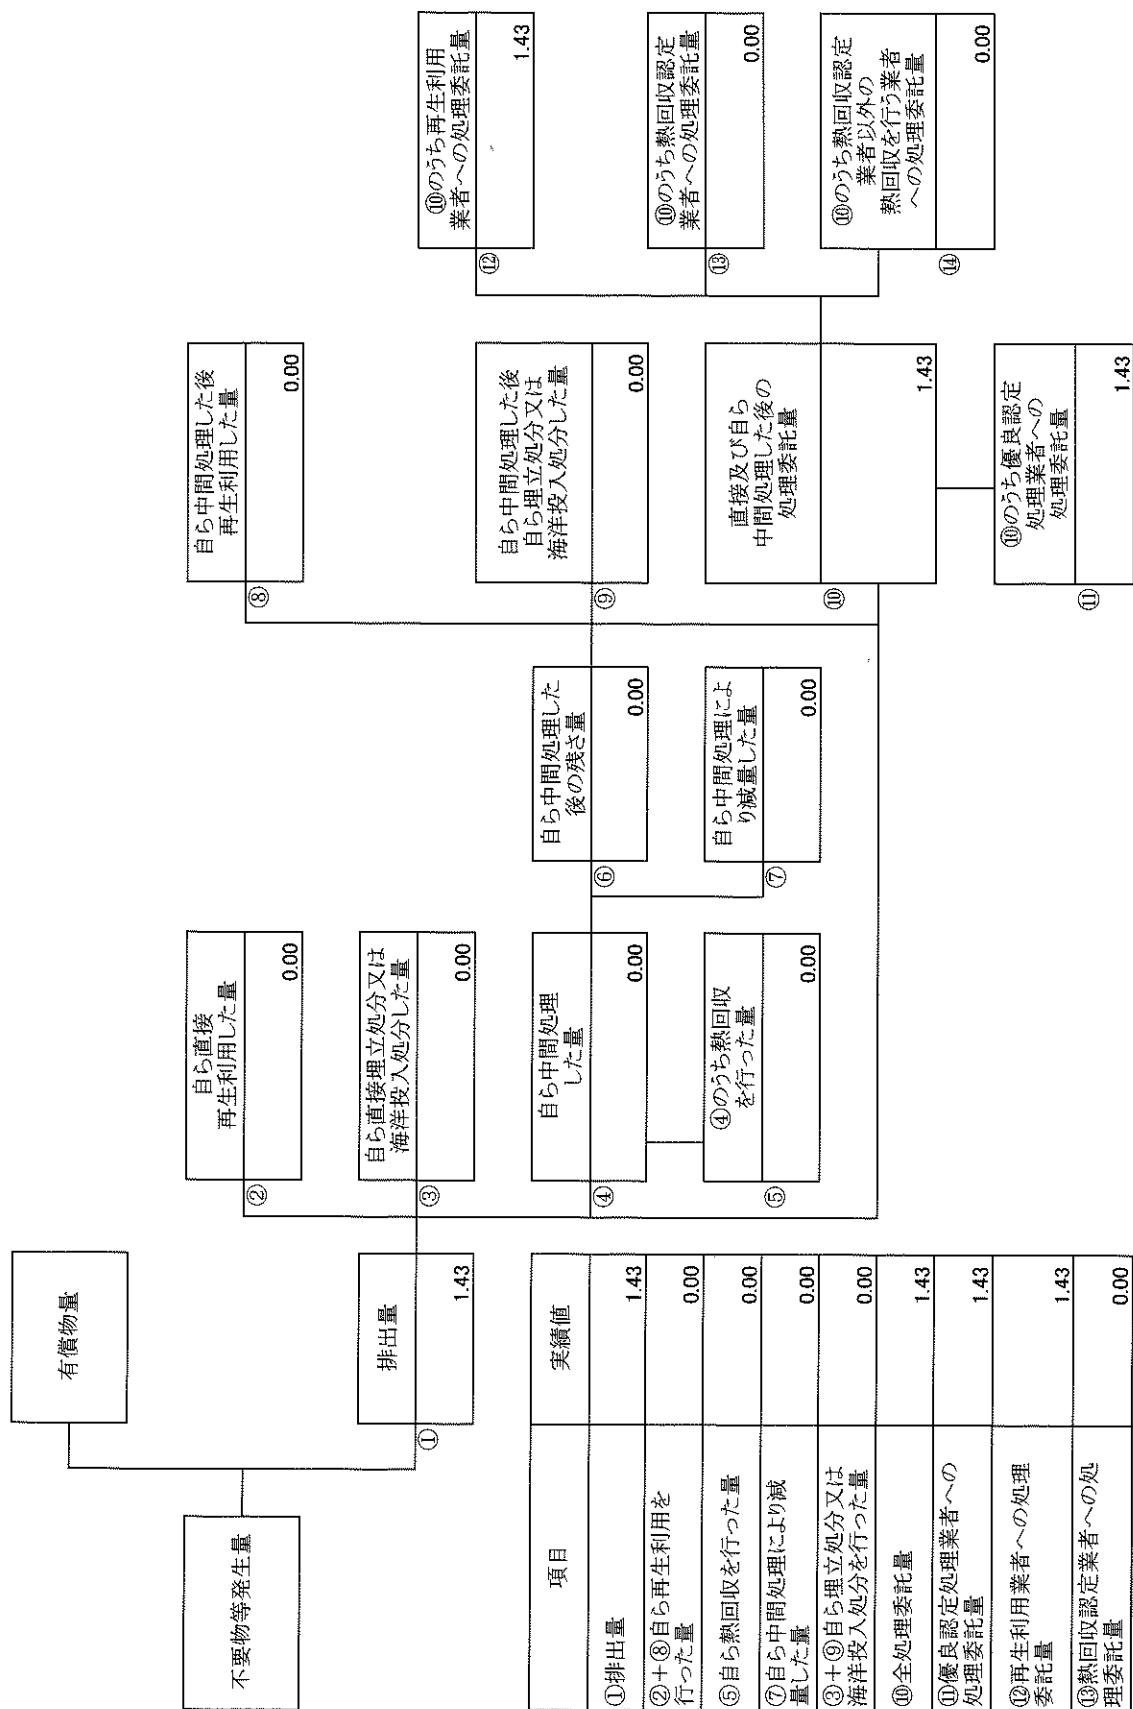 不要物等発生量
有償物量
排出量
①
1.43
自ら直接
再生利用した量
②
0.00
自ら直接埋立処分又は
海洋投入処分した量
③
0.00
自ら中間処理
した量
④
0.00
④のうち熱回収
を行った量
⑤
0.00
自ら中間処理した
後の残さ量
⑥
0.00
自ら中間処理によ
り減量した量
⑦
0.00
自ら中間処理した後
再生利用した量
⑧
0.00
自ら中間処理した後
自ら埋立処分又は
海洋投入処分した量
⑨
0.00
直接及び自ら
中間処理した後の
処理委託量
⑩
1.43
⑩のうち優良認定
処理業者への
処理委託量
⑪
1.43
⑩のうち再生利用
業者への処理委託量
⑫
1.43
⑩のうち熱回収認定
業者への処理委託量
⑬
0.00
⑩のうち熱回収認定
業者以外の
熱回収を行う業者
への処理委託量
⑭
0.00
項目 実績値
①排出量 1.43
②+⑧自ら再生利用を
行った量 0.00
⑤自ら熱回収を行った量 0.00
⑦自ら中間処理により減
量した量 0.00
③+⑨自ら埋立処分又は
海洋投入処分を行った量 0.00
⑩全処理委託量 1.43
⑪優良認定処理業者への
処理委託量 1.43
⑫再生利用業者への処理
委託量 1.43
⑬熱回収認定業者への処
理委託量 0.00